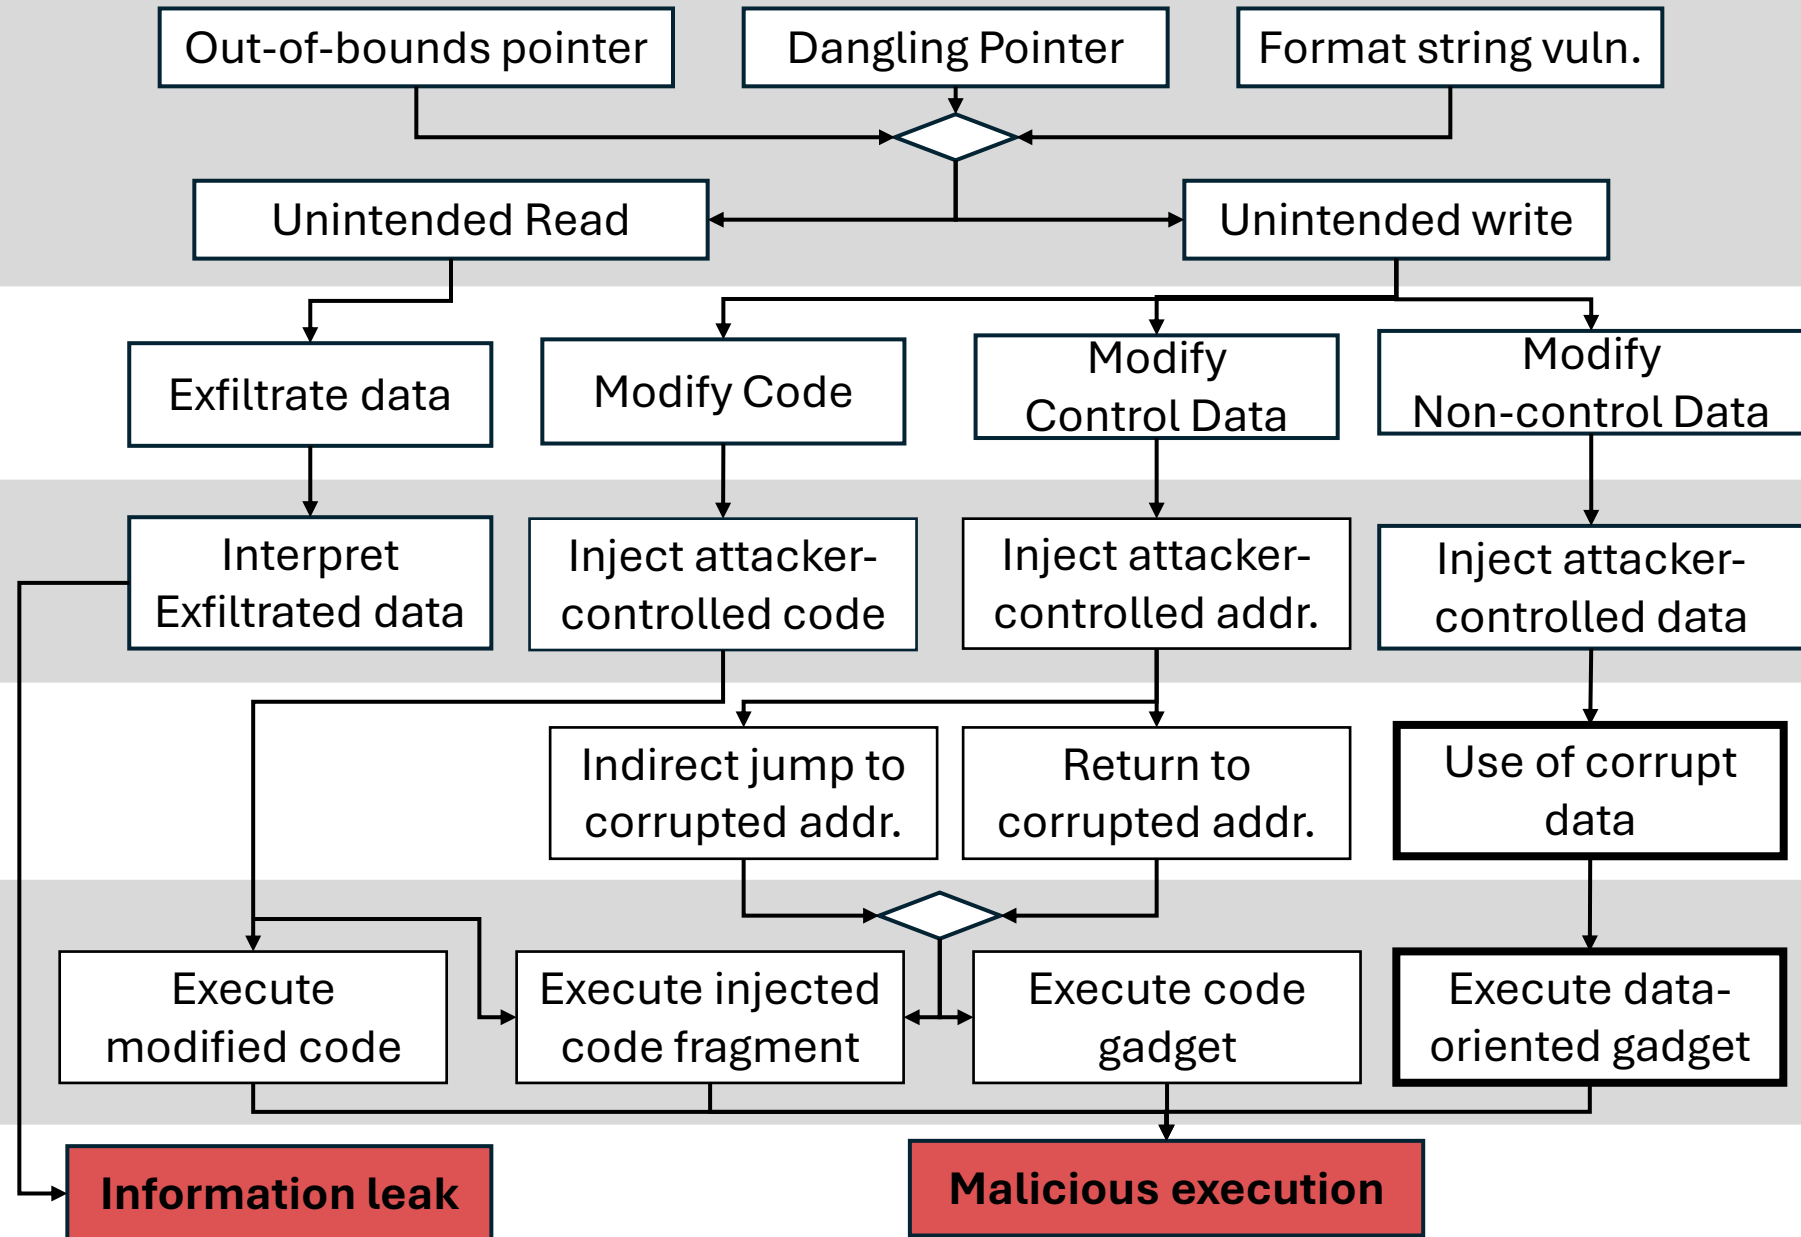 Out-of-bounds pointer
Dangling Pointer
Format string vuln.
Unintended Read
Unintended write
Exfiltrate data
Modify Code
Modify
Control Data
Modify
Non-control Data
Interpret
Exfiltrated data
Inject attacker-
controlled code
Inject attacker-
controlled addr.
Inject attacker-
controlled data
Indirect jump to
corrupted addr.
Return to
corrupted addr.
Use of corrupt
data
Execute
modified code
Execute injected
code fragment
Execute code
gadget
Execute data-
oriented gadget
Information leak
Malicious execution